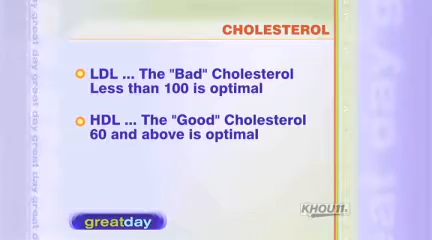 CHOLESTEROL
LDL ... The "Bad" Cholesterol
Less than 100 is optimal
HDL ... The "Good" Cholesterol
60 and above is optimal
KHOU11
greatday